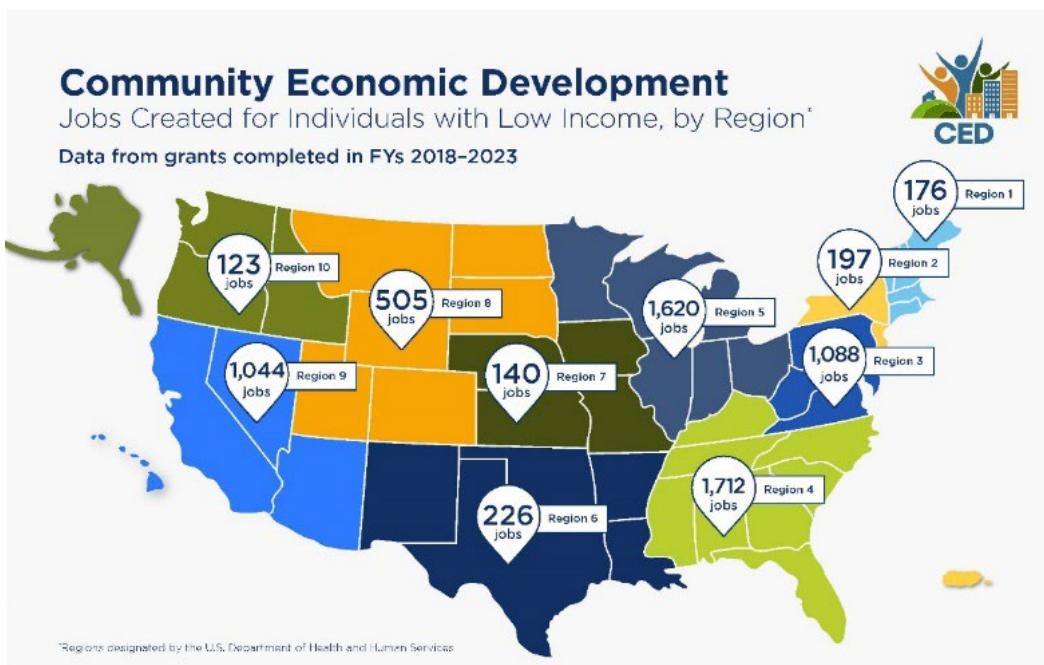 Community Economic Development
Jobs Created for Individuals with Low Income, by Region*
Data from grants completed in FYs 2018–2023
CED
176
jobs
Region 1
197
jobs
Region 2
123
jobs
Region 10
505
jobs
Region 8
1,620
jobs
Region 5
1,044
jobs
Region 9
140
jobs
Region 7
1,088
jobs
Region 3
1,712
jobs
Region 4
226
jobs
Region 6
*Regions designated by the U.S. Department of Health and Human Services